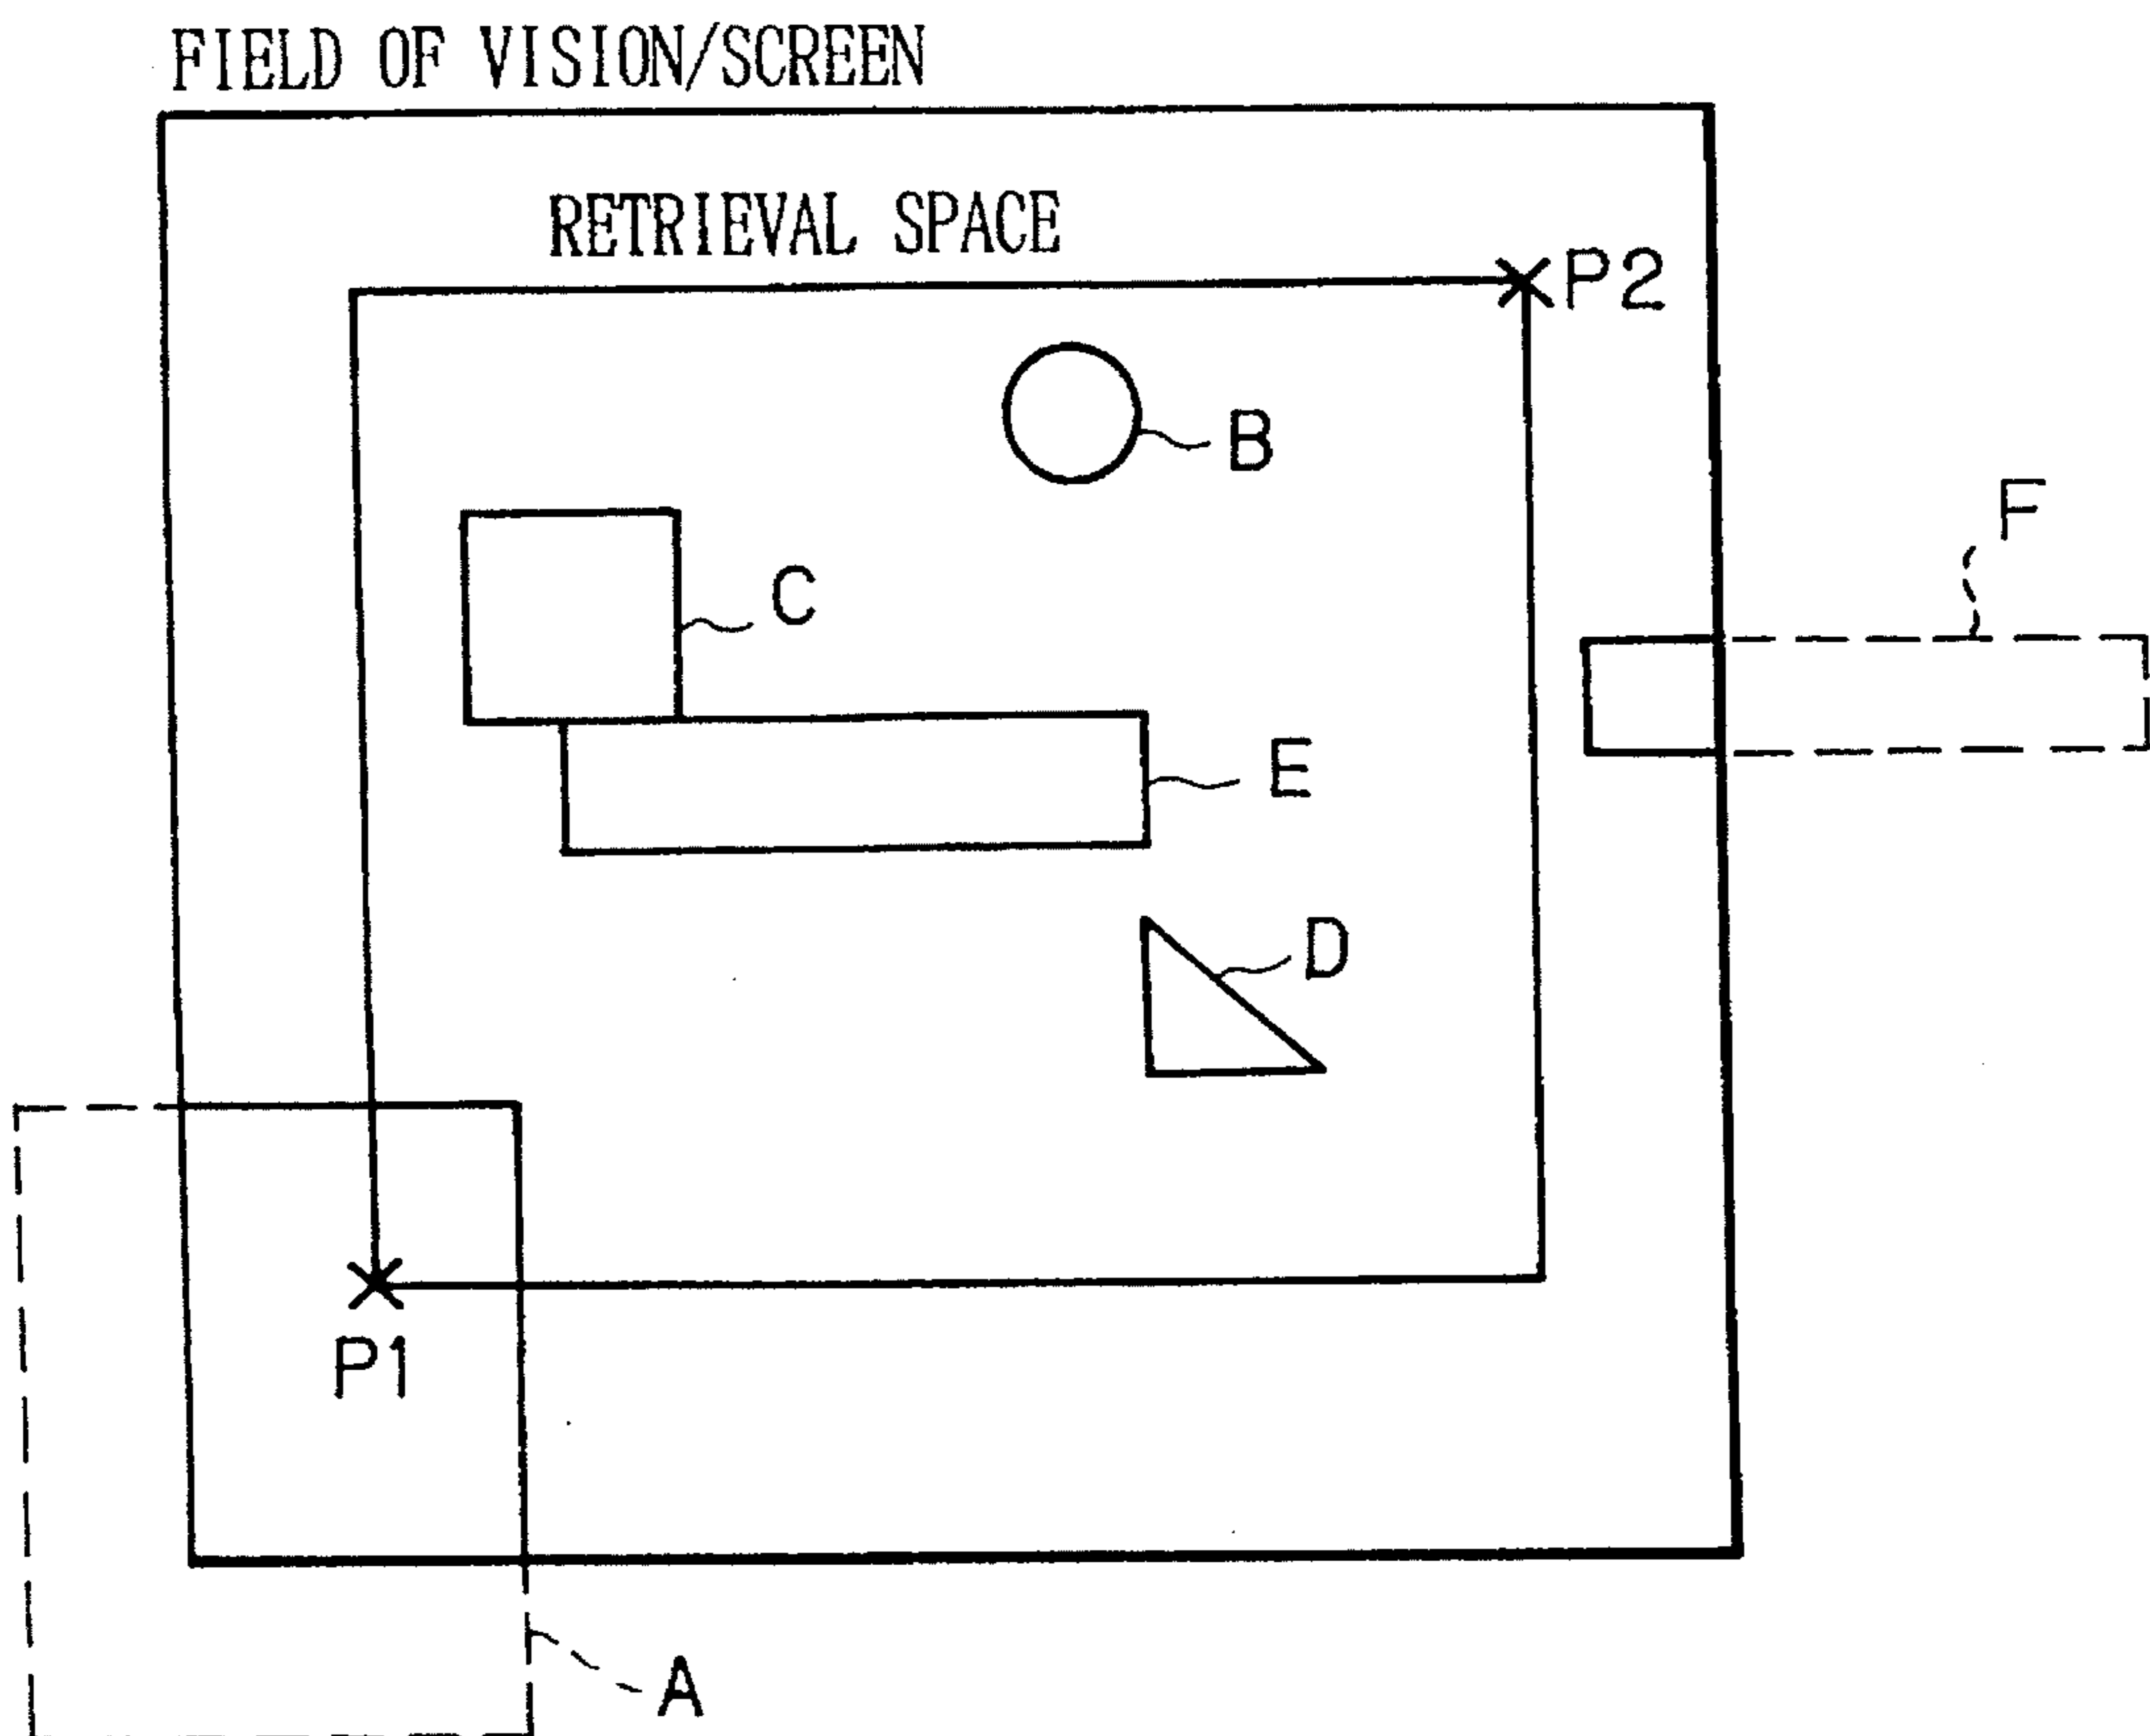 FIELD OF VISION/SCREEN
RETRIEVAL SPACE
P2
B
F
C
E
D
P1
A